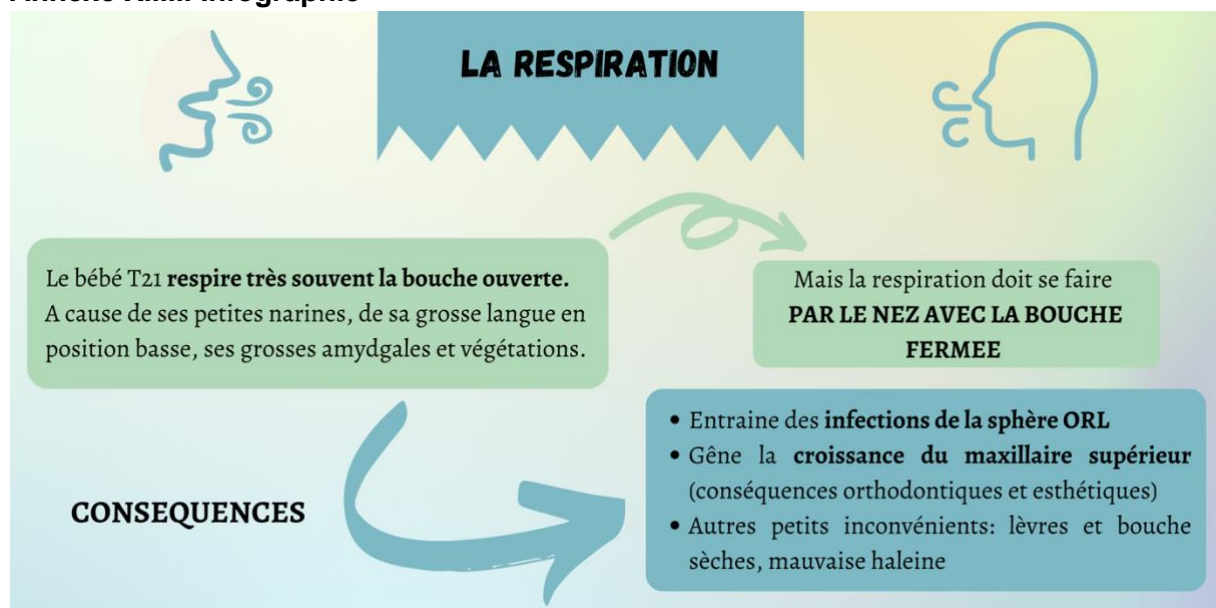 LA RESPIRATION
Le bébé T21 respire très souvent la bouche ouverte.
A cause de ses petites narines, de sa grosse langue en
position basse, ses grosses amydgales et végétations.
Mais la respiration doit se faire
PAR LE NEZ AVEC LA BOUCHE
FERMEE
CONSEQUENCES
• Entraine des infections de la sphère ORL
• Gêne la croissance du maxillaire supérieur
(conséquences orthodontiques et esthétiques)
• Autres petits inconvénients: lèvres et bouche
sèches, mauvaise haleine